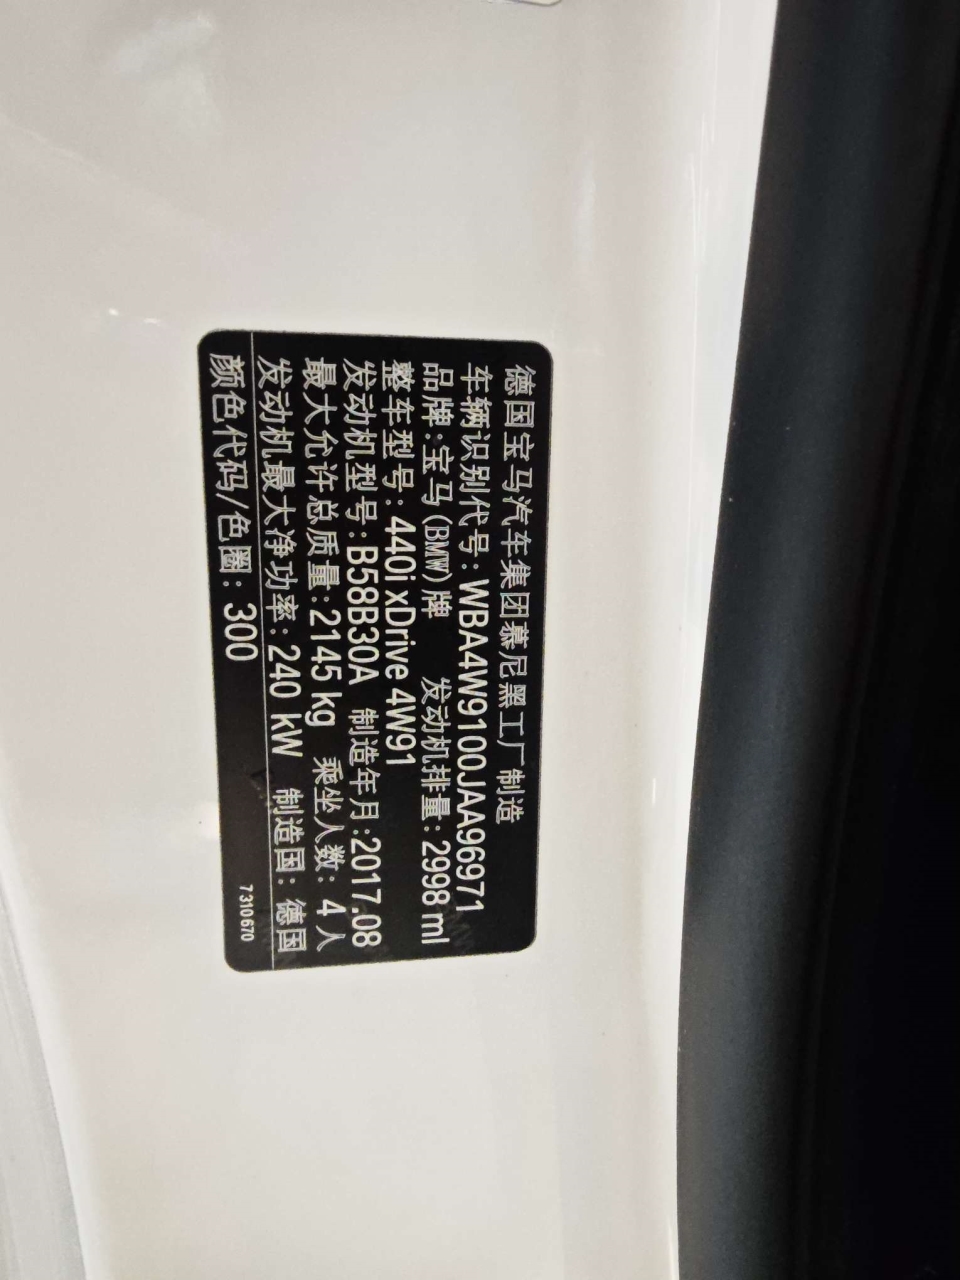 德国宝马汽车集团慕尼黑工厂制造
车辆识别代号:WBA4W9100JAA96971
品牌:宝马(BMW)牌 发动机排量:2998 ml
整车型号:440i xDrive 4W91
发动机型号:B58B30A 制造年月:2017.08
最大允许总质量:2145 kg 乘坐人数: 4 人
发动机最大净功率:240 kW 制造国:德国
颜色代码/色圈: 300 7 310 670